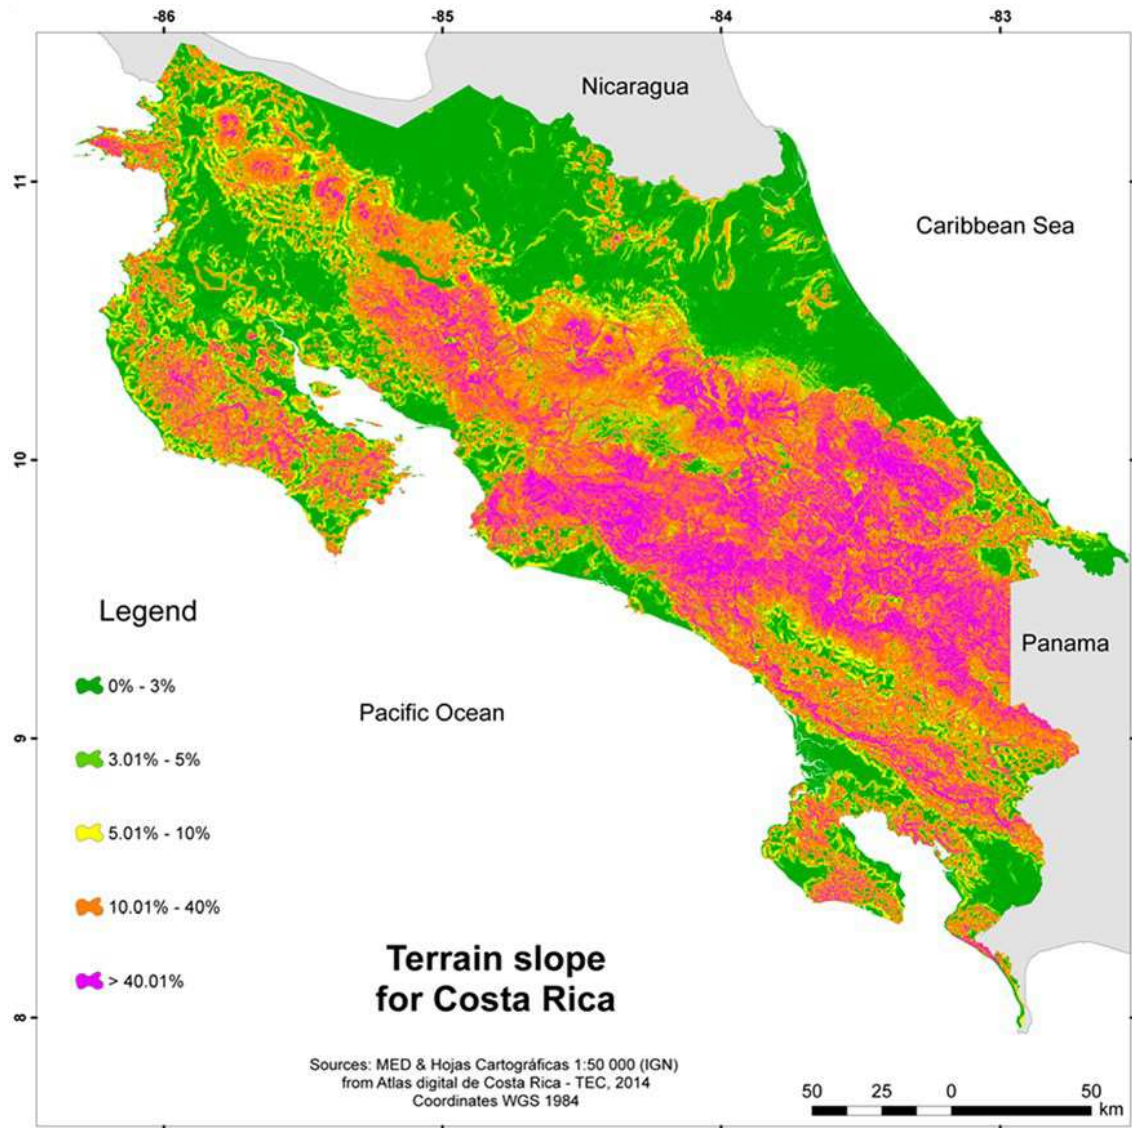 -86 -85 -84 -83
Nicaragua
11
Caribbean Sea
10
Legend
Panama
0% - 3%
Pacific Ocean
9
3.01% - 5%
5.01% - 10%
10.01% - 40%
Terrain slope
for Costa Rica
> 40.01%
8
Sources: MED & Hojas Cartográficas 1:50 000 (IGN)
from Atlas digital de Costa Rica - TEC, 2014
Coordinates WGS 1984
50 25 0 50
km